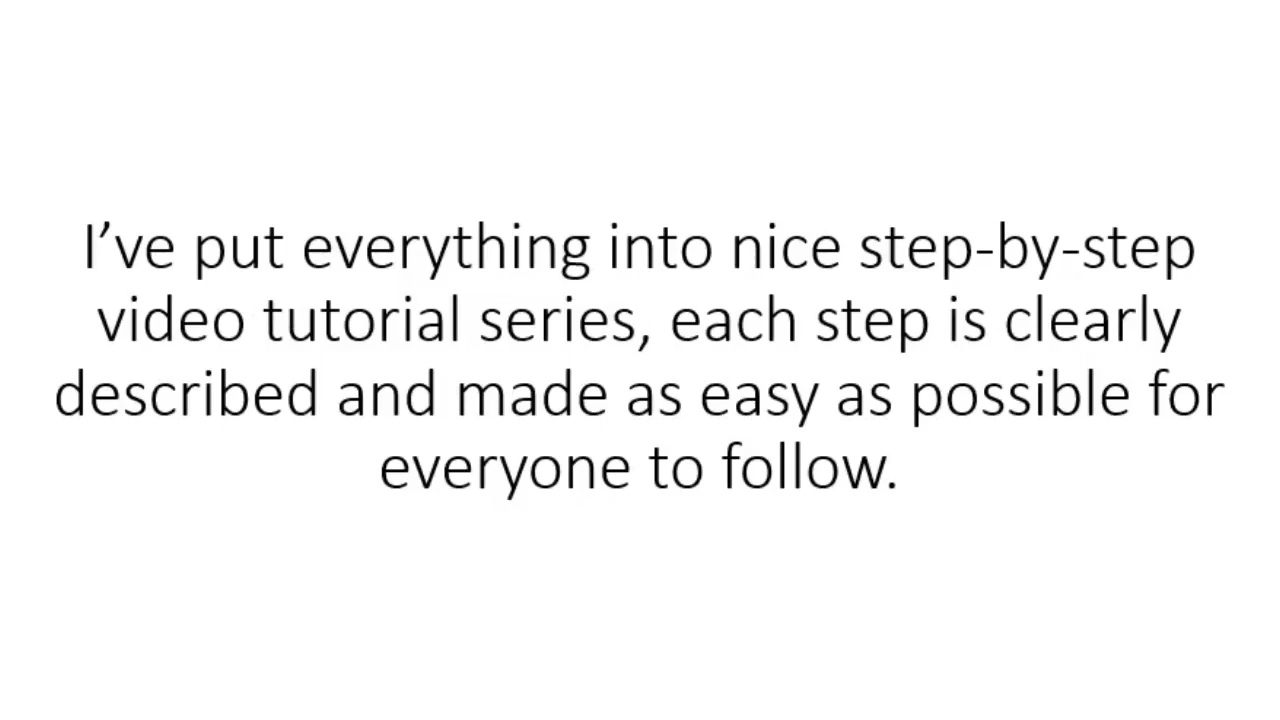 I’ve put everything into nice step-by-step
video tutorial series, each step is clearly
described and made as easy as possible for
everyone to follow.